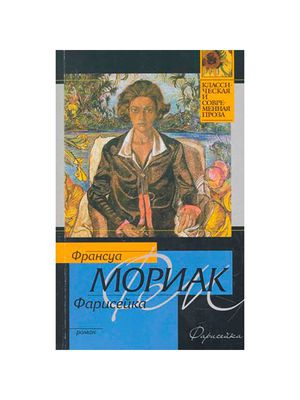 КЛАССИ-
ЧЕСКАЯ И
СОВРЕ-
МЕННАЯ
ПРОЗА
Франсуа
МОРИАК
Фарисейка
роман
Фарисейка